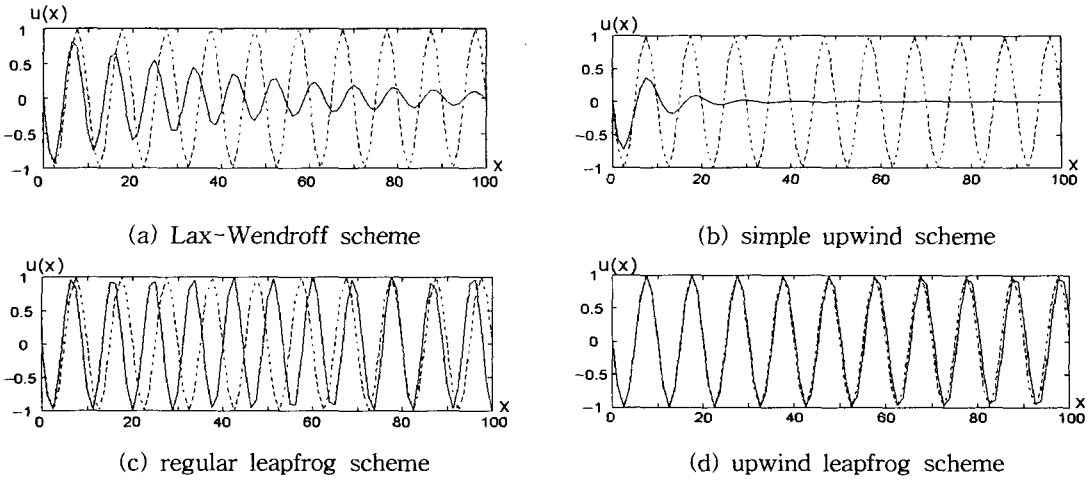 u(x)
1
0.5
0
-0.5
-1
0 20 40 60 80 100
x
(a) Lax-Wendroff scheme
u(x)
1
0.5
0
-0.5
-1
0 20 40 60 80 100
x
(b) simple upwind scheme
u(x)
1
0.5
0
-0.5
-1
0 20 40 60 80 100
x
(c) regular leapfrog scheme
u(x)
1
0.5
0
-0.5
-1
0 20 40 60 80 100
x
(d) upwind leapfrog scheme